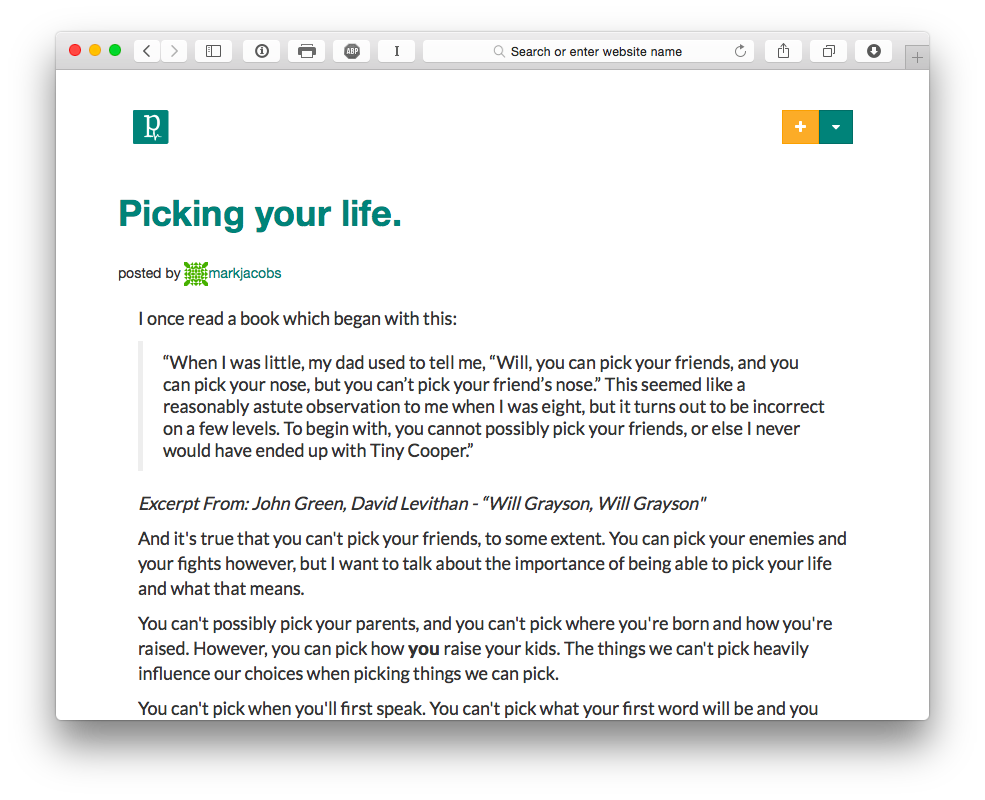 ABP
I
Search or enter website name
p
Picking your life.
posted by markjacobs
I once read a book which began with this:
“When I was little, my dad used to tell me, “Will, you can pick your friends, and you
can pick your nose, but you can’t pick your friend’s nose.” This seemed like a
reasonably astute observation to me when I was eight, but it turns out to be incorrect
on a few levels. To begin with, you cannot possibly pick your friends, or else I never
would have ended up with Tiny Cooper.”
Excerpt From: John Green, David Levithan - “Will Grayson, Will Grayson"
And it's true that you can't pick your friends, to some extent. You can pick your enemies and
your fights however, but I want to talk about the importance of being able to pick your life
and what that means.
You can't possibly pick your parents, and you can't pick where you're born and how you're
raised. However, you can pick how you raise your kids. The things we can't pick heavily
influence our choices when picking things we can pick.
You can't pick when you'll first speak. You can't pick what your first word will be and you